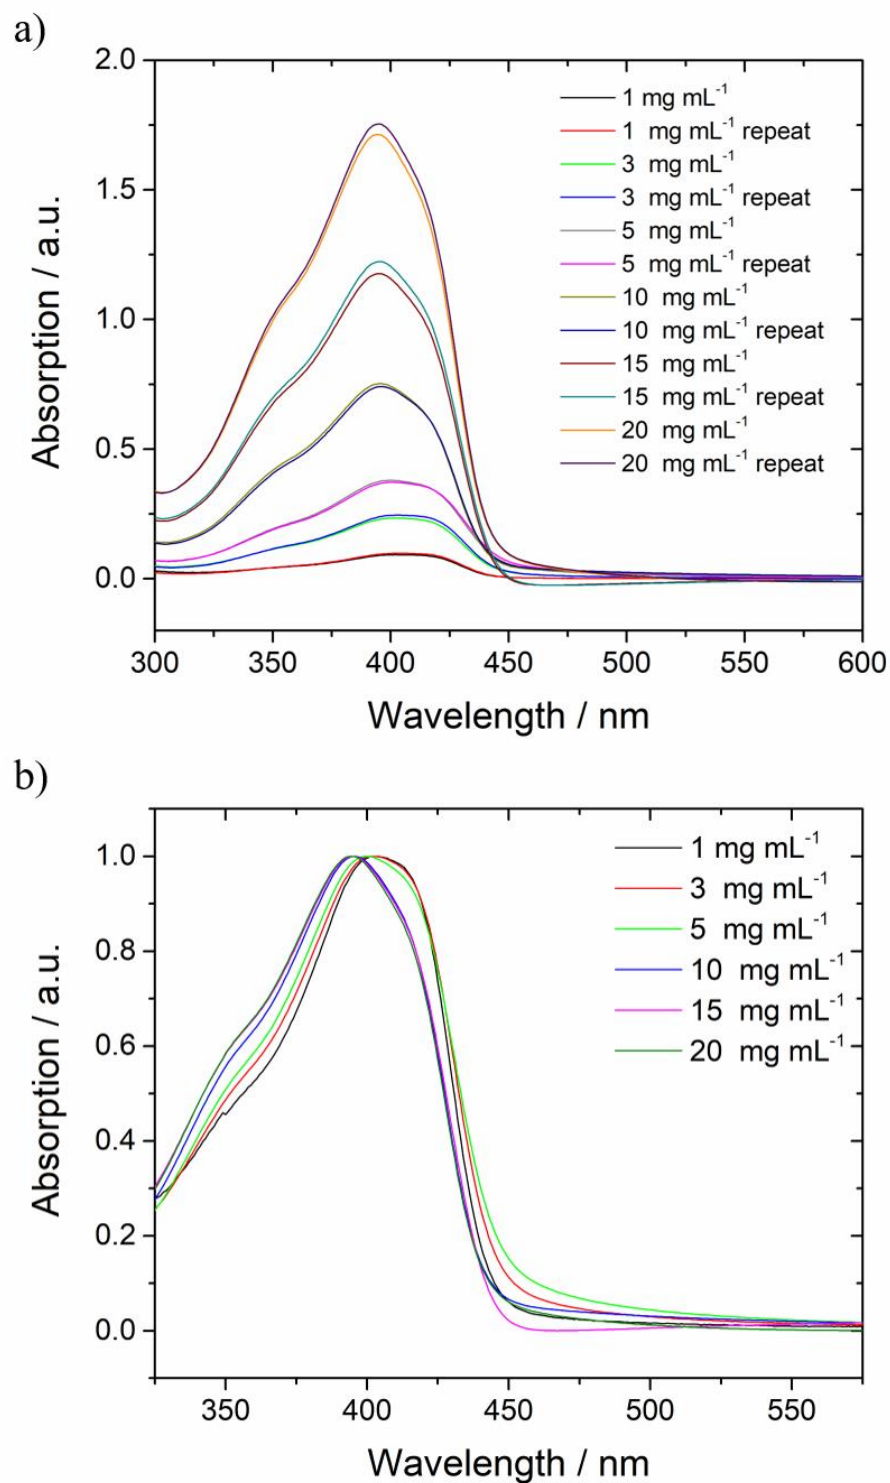 a)
2.0
1.5
1.0
0.5
0.0
Absorption / a.u.
1 mg mL⁻¹
1 mg mL⁻¹ repeat
3 mg mL⁻¹
3 mg mL⁻¹ repeat
5 mg mL⁻¹
5 mg mL⁻¹ repeat
10 mg mL⁻¹
10 mg mL⁻¹ repeat
15 mg mL⁻¹
15 mg mL⁻¹ repeat
20 mg mL⁻¹
20 mg mL⁻¹ repeat
300 350 400 450 500 550 600
Wavelength / nm
b)
1.0
0.8
0.6
0.4
0.2
0.0
Absorption / a.u.
1 mg mL⁻¹
3 mg mL⁻¹
5 mg mL⁻¹
10 mg mL⁻¹
15 mg mL⁻¹
20 mg mL⁻¹
350 400 450 500 550
Wavelength / nm